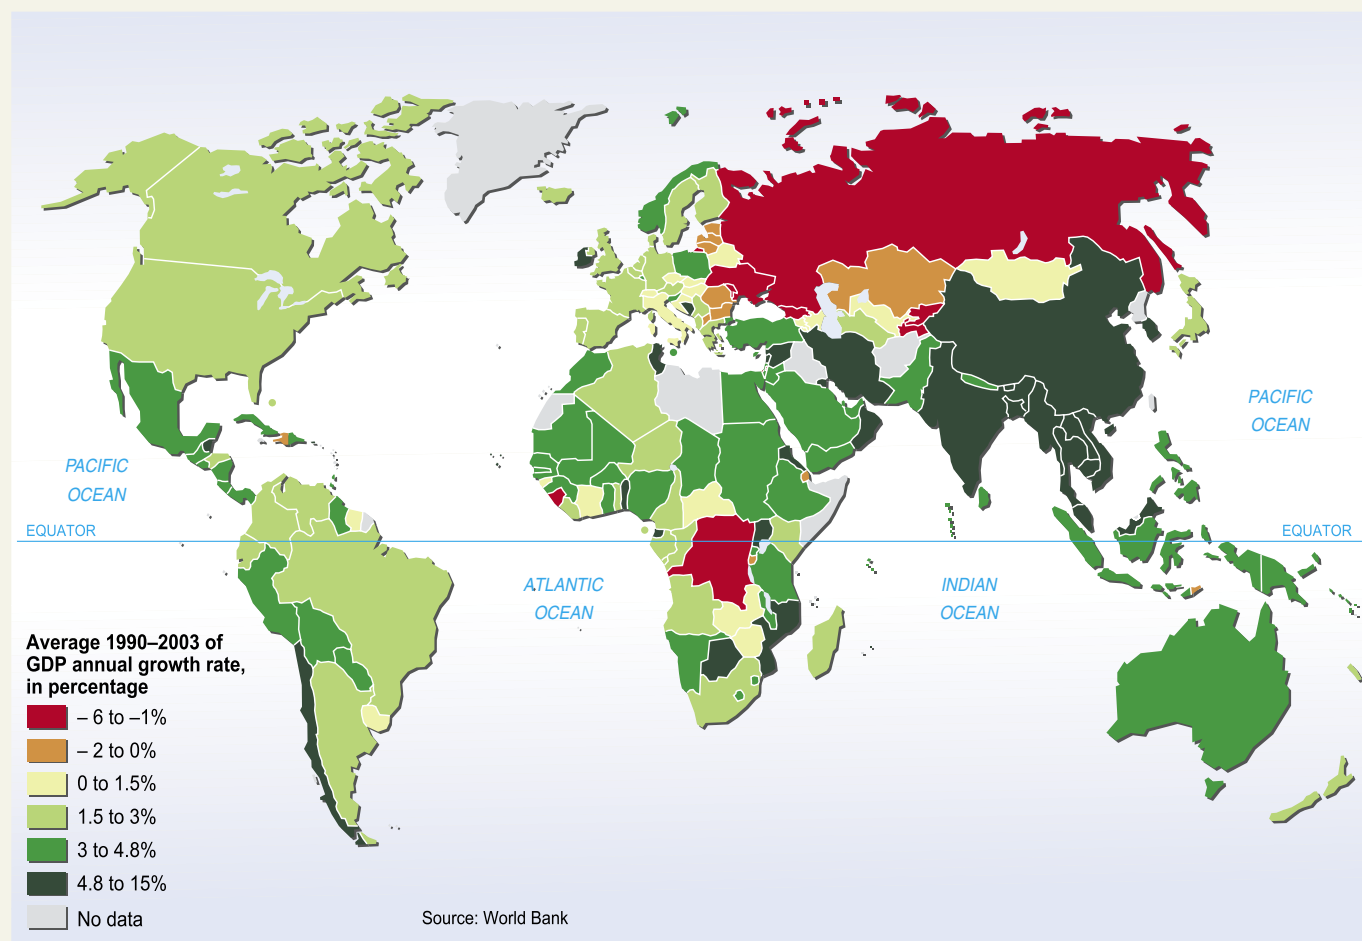 PACIFIC
OCEAN
PACIFIC
OCEAN
EQUATOR
EQUATOR
ATLANTIC
OCEAN
INDIAN
OCEAN
Average 1990–2003 of
GDP annual growth rate,
in percentage
– 6 to –1%
– 2 to 0%
0 to 1.5%
1.5 to 3%
3 to 4.8%
4.8 to 15%
No data
Source: World Bank